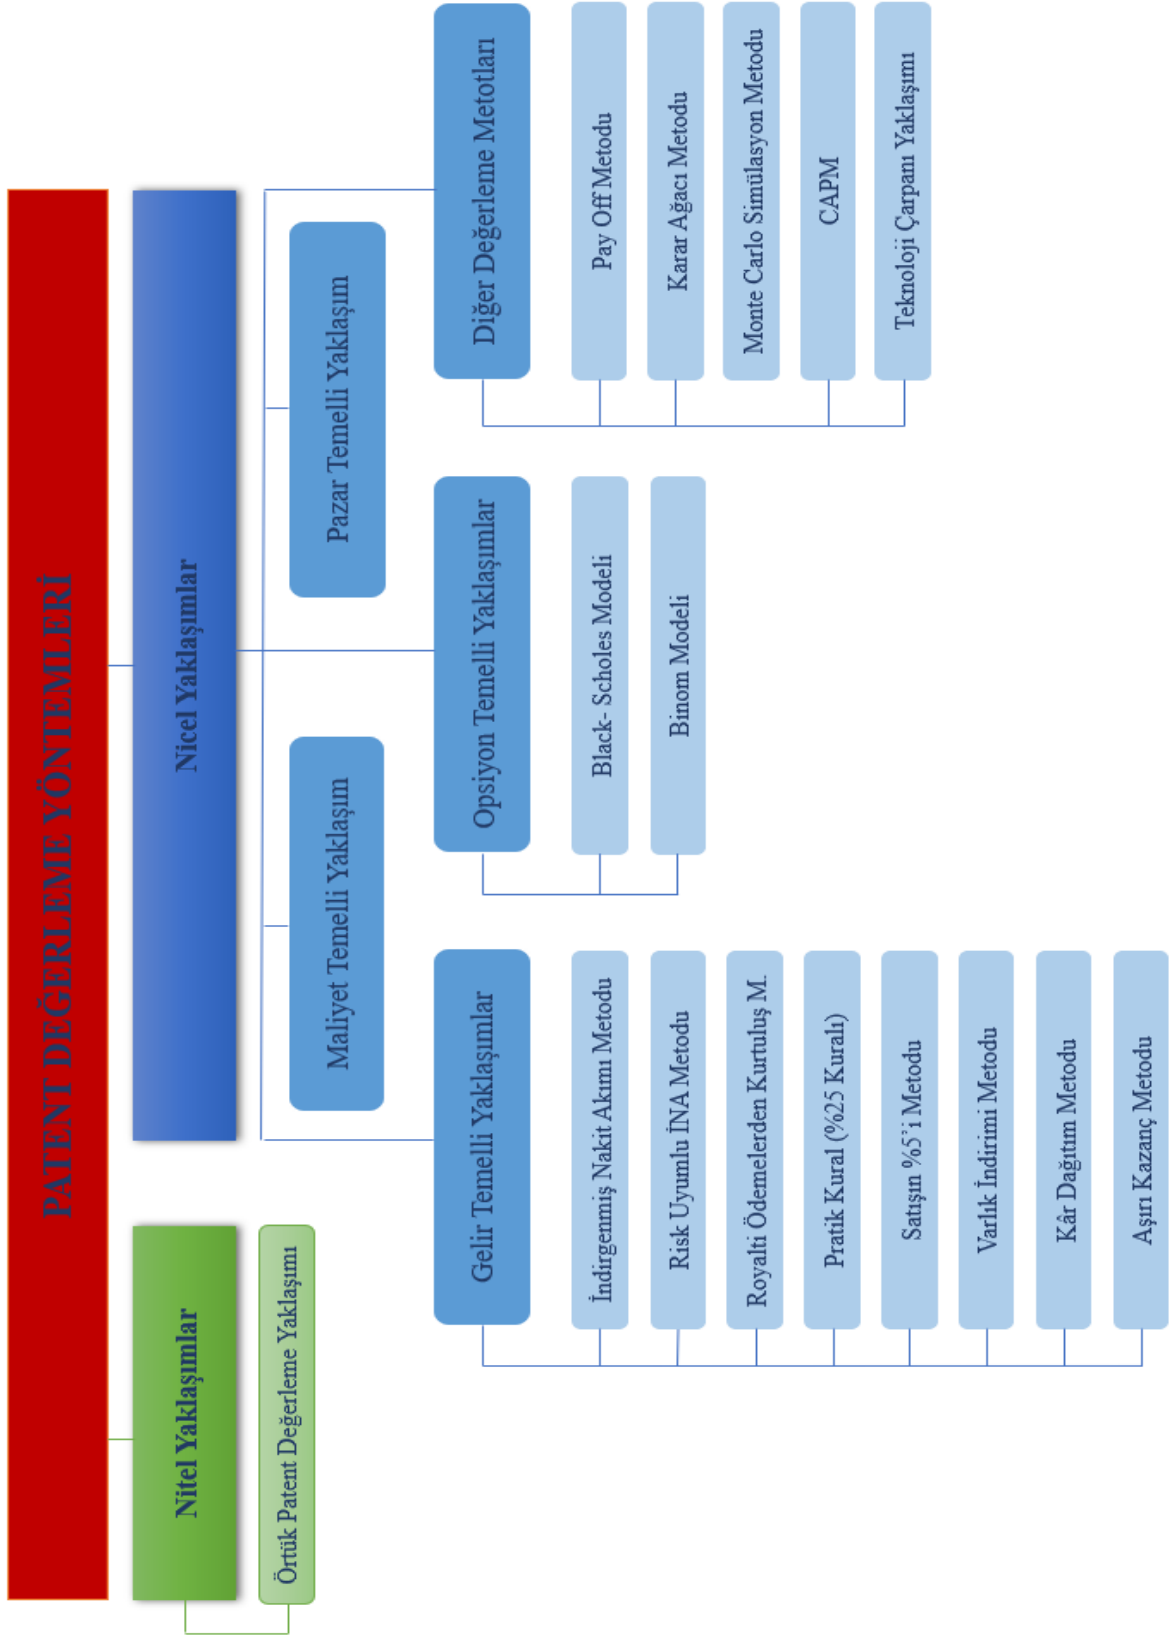 PATENT DEĞERLEME YÖNTEMLERİ
Nitel Yaklaşımlar
Örtük Patent Değerleme Yaklaşımı
Nicel Yaklaşımlar
Maliyet Temelli Yaklaşım
Pazar Temelli Yaklaşım
Gelir Temelli Yaklaşımlar
İndirgenmiş Nakit Akımı Metodu
Risk Uyumlu İNA Metodu
Royalti Ödemelerden Kurtuluş M.
Pratik Kural (%25 Kuralı)
Satışın %5'i Metodu
Varlık İndirimi Metodu
Kâr Dağıtım Metodu
Aşırı Kazanç Metodu
Opsiyon Temelli Yaklaşımlar
Black- Scholes Modeli
Binom Modeli
Diğer Değerleme Metotları
Pay Off Metodu
Karar Ağacı Metodu
Monte Carlo Simülasyon Metodu
CAPM
Teknoloji Çarpanı Yaklaşımı